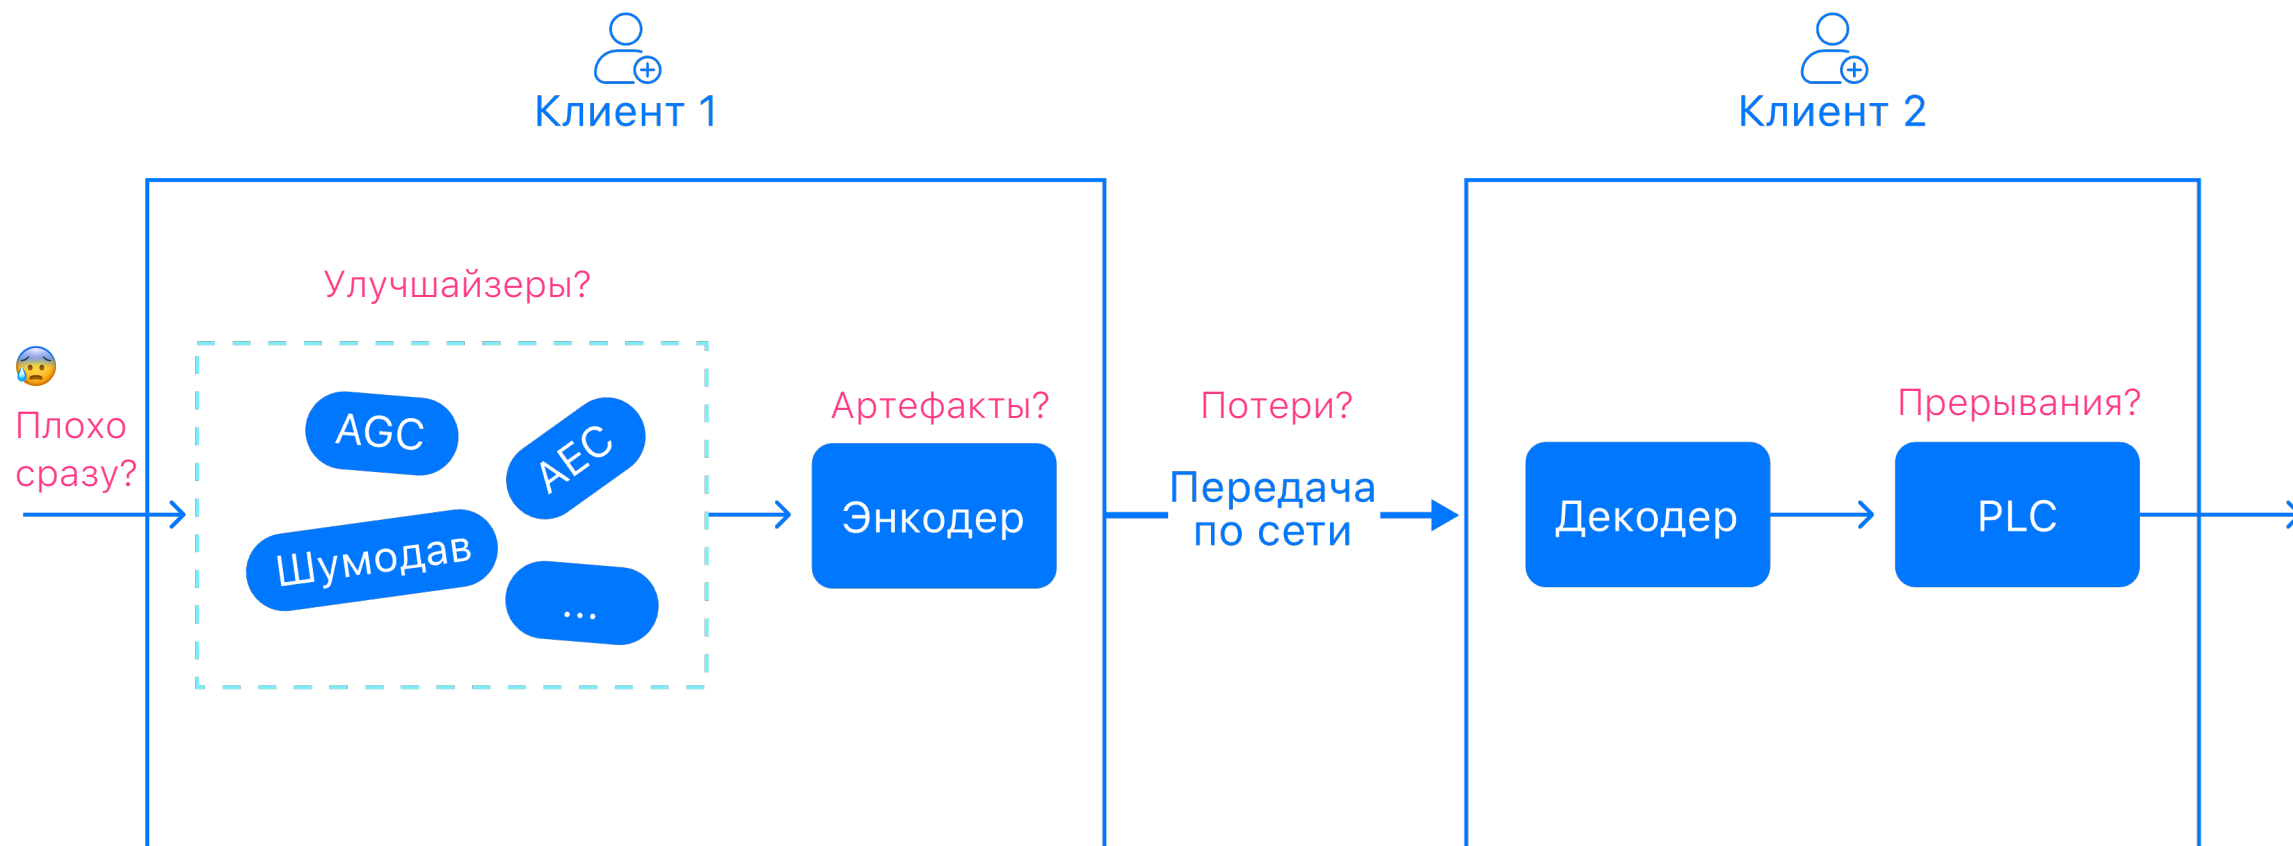 Клиент 1
Клиент 2
Улучшайзеры?
Плохо
сразу?
AGC
AEC
Шумодав
...
Артефакты?
Энкодер
Потери?
Передача
по сети
Декодер
Прерывания?
PLC